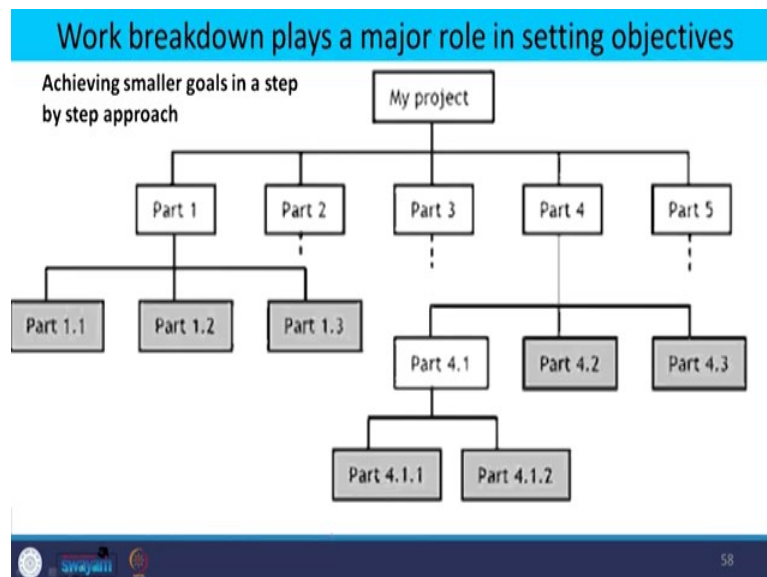 Work breakdown plays a major role in setting objectives
Achieving smaller goals in a step
by step approach
My project
Part 1
Part 2
Part 3
Part 4
Part 5
Part 1.1
Part 1.2
Part 1.3
Part 4.1
Part 4.2
Part 4.3
Part 4.1.1
Part 4.1.2
swayam
58